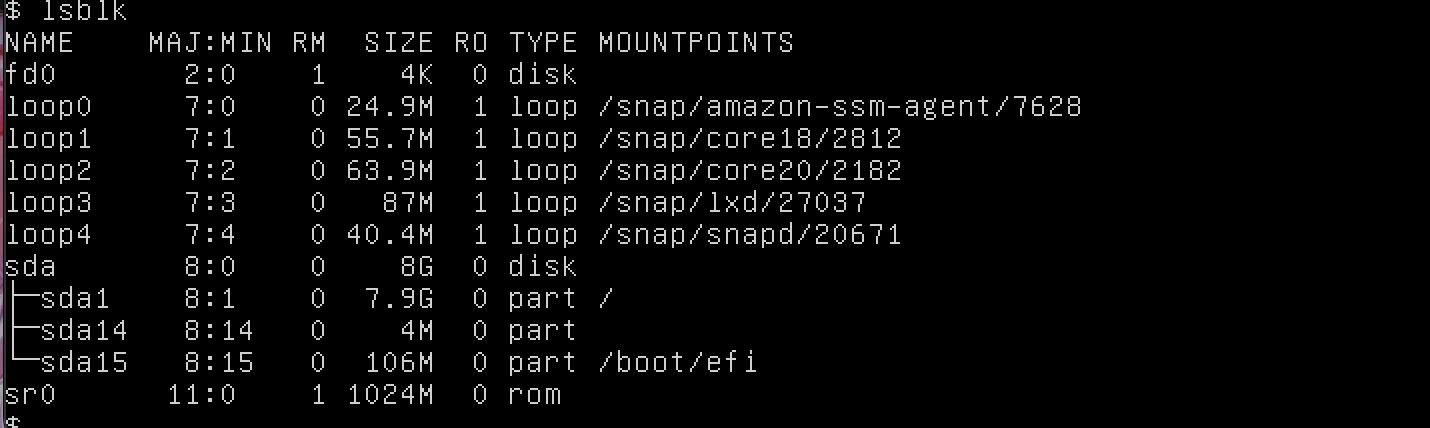 $ lsblk
NAME    MAJ:MIN RM   SIZE RO TYPE MOUNTPOINTS
fd0       2:0    1     4K  0 disk
loop0     7:0    0  24.9M  1 loop /snap/amazon-ssm-agent/7628
loop1     7:1    0  55.7M  1 loop /snap/core18/2812
loop2     7:2    0  63.9M  1 loop /snap/core20/2182
loop3     7:3    0    87M  1 loop /snap/lxd/27037
loop4     7:4    0  40.4M  1 loop /snap/snapd/20671
sda       8:0    0     8G  0 disk
├─sda1    8:1    0   7.9G  0 part /
├─sda14   8:14   0     4M  0 part
└─sda15   8:15   0   106M  0 part /boot/efi
sr0      11:0    1  1024M  0 rom
$